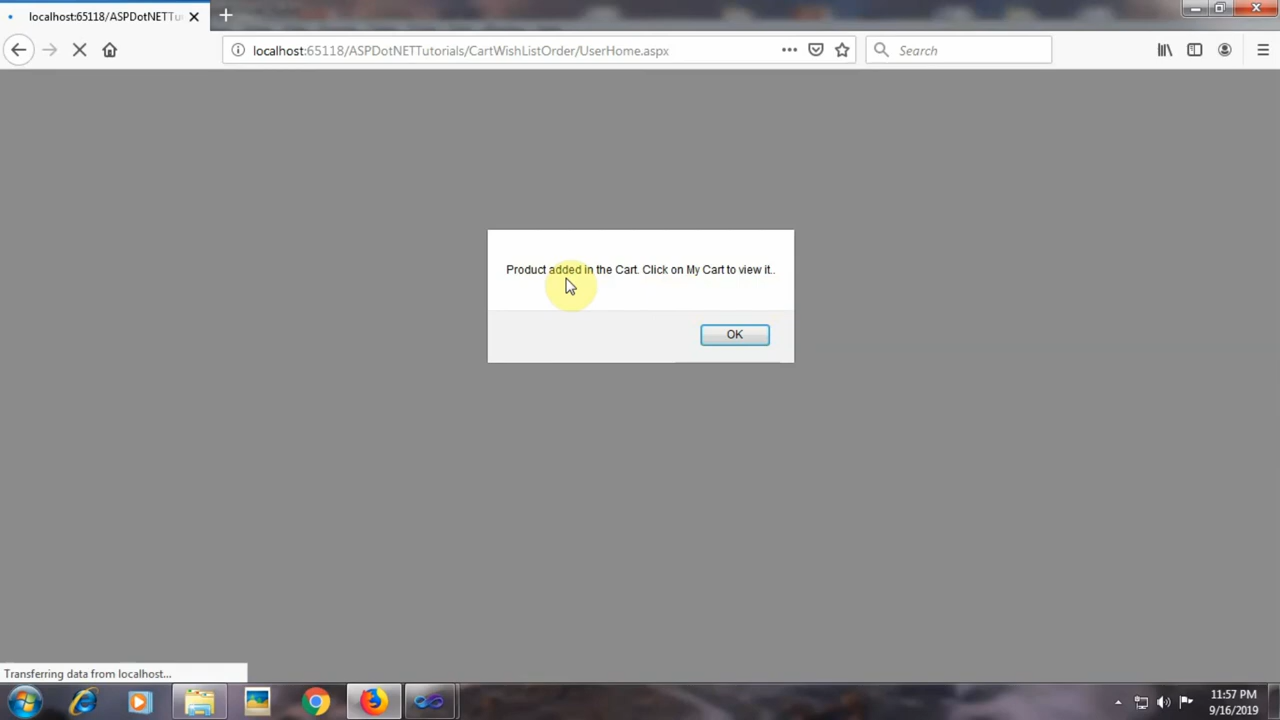 localhost:65118/ASPDotNETTu
localhost:65118/ASPDotNETTutorials/CartWishListOrder/UserHome.aspx
Search
Product added in the Cart. Click on My Cart to view it..
OK
Transferring data from localhost...
11:57 PM
9/16/2019